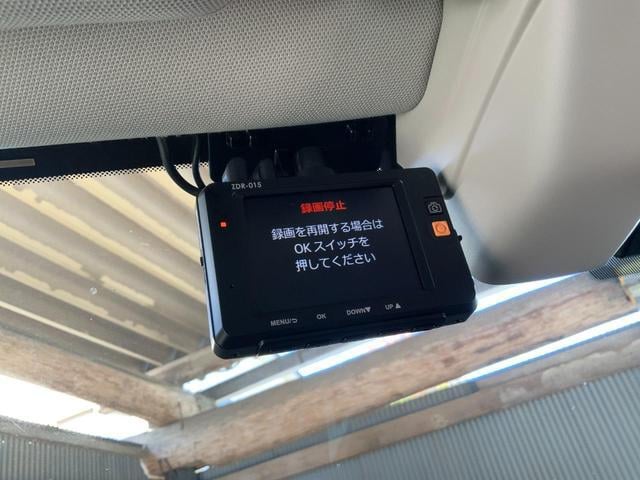 ZDR-015
録画停止
録画を再開する場合は
OKスイッチを
押してください
MENU/⮌ OK DOWN▼ UP▲